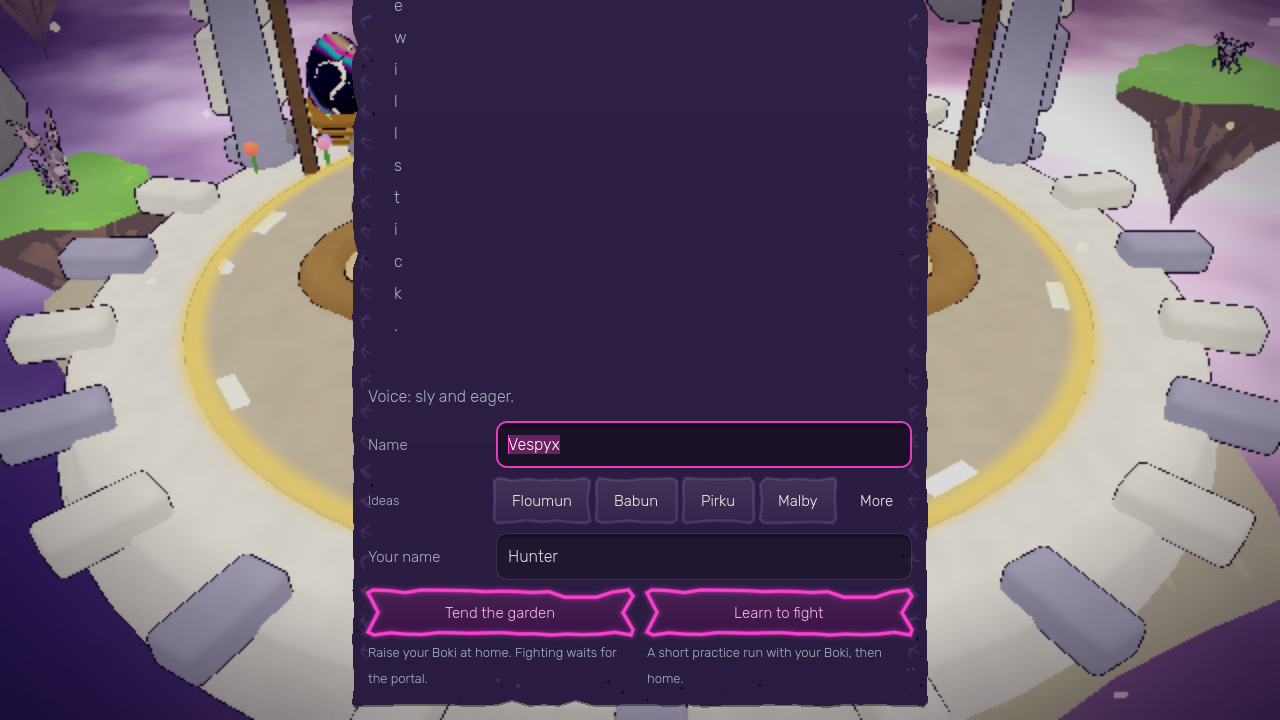 e
w
i
l
l
s
t
i
c
k
.
Voice: sly and eager.
Name
Vespyx
Ideas
Floumun
Babun
Pirku
Malby
More
Your name
Hunter
Tend the garden
Learn to fight
Raise your Boki at home. Fighting waits for
the portal.
A short practice run with your Boki, then
home.